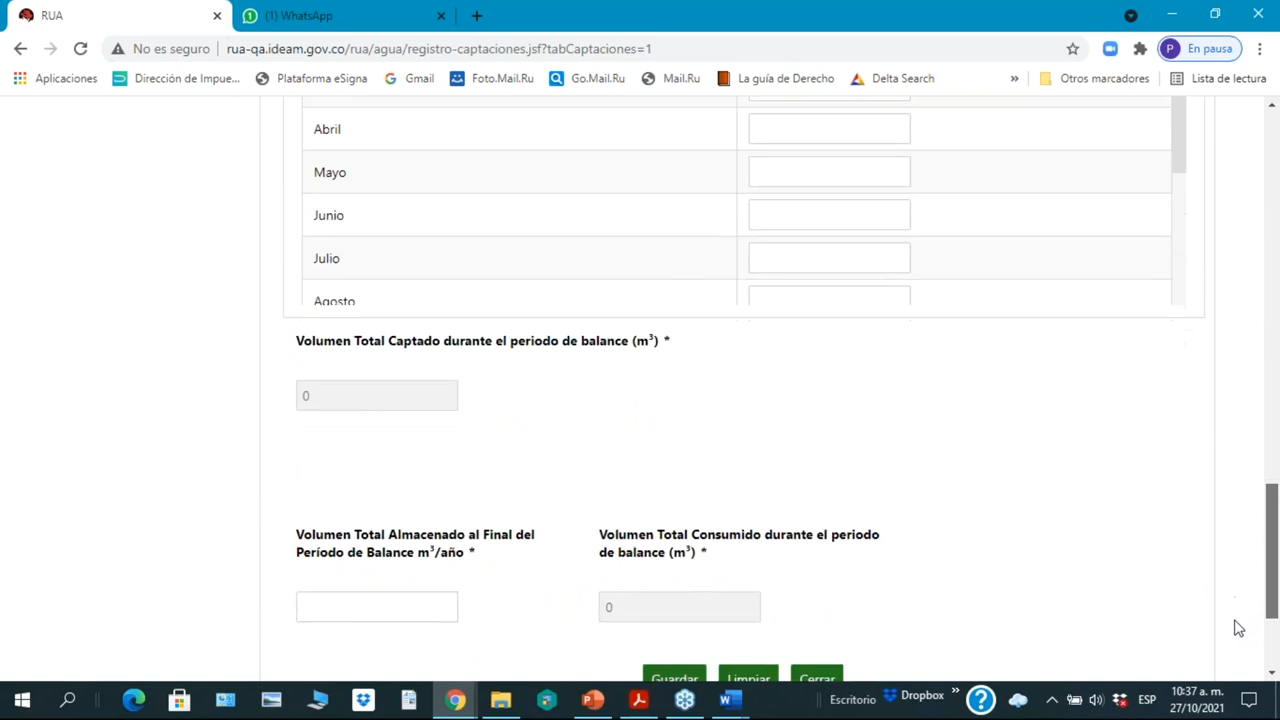 RUA
(1) WhatsApp
No es seguro
rua-qa.ideam.gov.co/rua/agua/registro-captaciones.jsf?tabCaptaciones=1
P En pausa
Aplicaciones
Dirección de Impue...
Plataforma eSigna
Gmail
Foto.Mail.Ru
Go.Mail.Ru
Mail.Ru
La guía de Derecho
Delta Search
»
Otros marcadores
Lista de lectura
Abril
Mayo
Junio
Julio
Agosto
Volumen Total Captado durante el periodo de balance (m³) *
0
Volumen Total Almacenado al Final del
Período de Balance m³/año *
Volumen Total Consumido durante el periodo
de balance (m³) *
0
Guardar
Limpiar
Cerrar
Escritorio
Dropbox
»
ESP
10:37 a. m.
27/10/2021